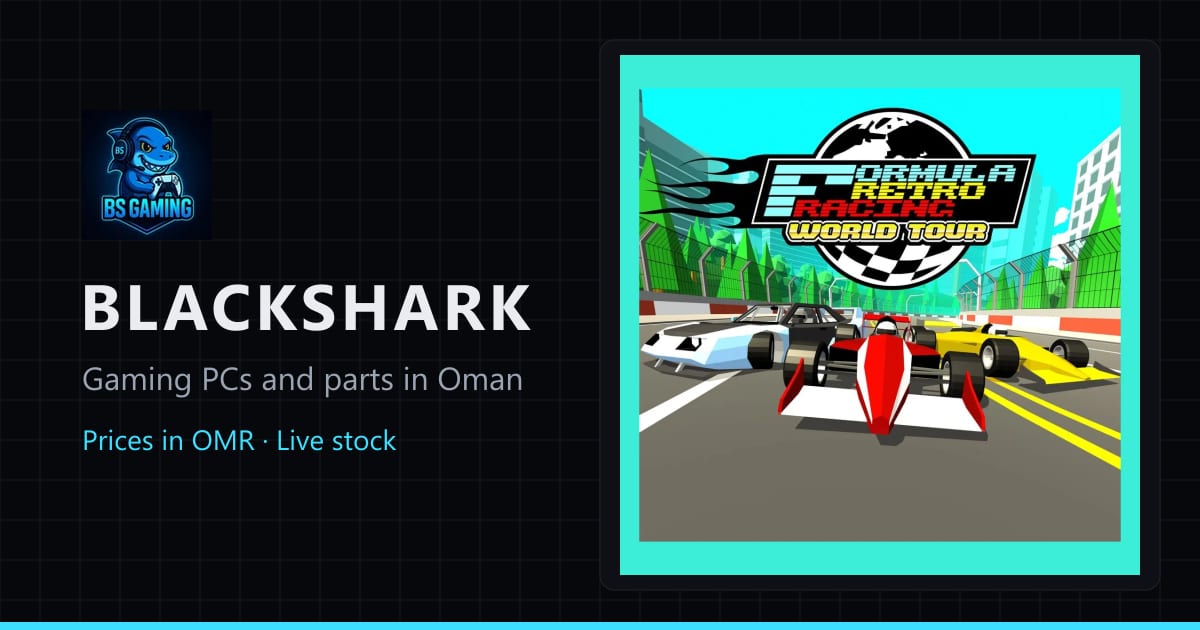 BS
BS GAMING
BLACKSHARK
Gaming PCs and parts in Oman
Prices in OMR · Live stock
FORMULA
RETRO
RACING
WORLD TOUR